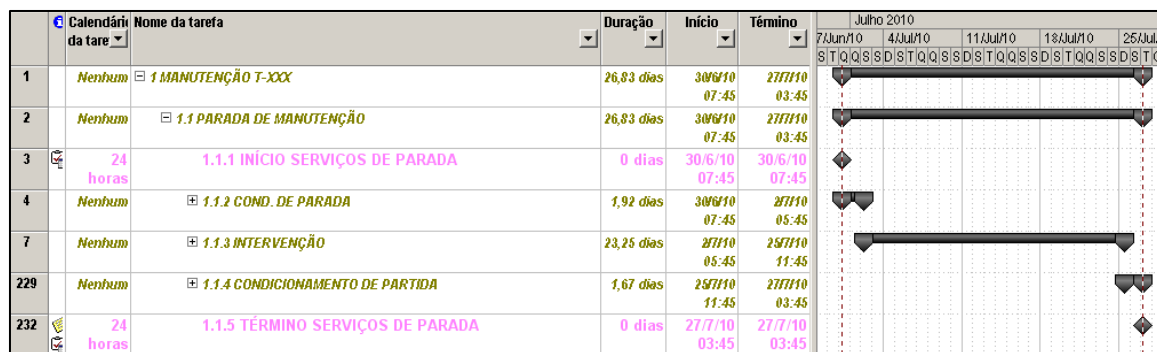 Calendário Nome da tarefa Duração Início Término Julho 2010
da tare 7/Jun/10 4/Jul/10 11/Jul/10 18/Jul/10 25/Jul.
S T Q Q S S D S T Q Q S S D S T Q Q S S D S T Q Q S S D S T Q
1 Nenhum 1 MANUTENÇÃO T-XXX 26,83 dias 30/6/10 27/7/10
07:45 03:45
2 Nenhum 1.1 PARADA DE MANUTENÇÃO 26,83 dias 30/6/10 27/7/10
07:45 03:45
3 24 1.1.1 INÍCIO SERVIÇOS DE PARADA 0 dias 30/6/10 30/6/10
horas 07:45 07:45
4 Nenhum 1.1.2 COND. DE PARADA 1,92 dias 30/6/10 2/7/10
07:45 05:45
7 Nenhum 1.1.3 INTERVENÇÃO 23,25 dias 2/7/10 25/7/10
05:45 11:45
229 Nenhum 1.1.4 CONDICIONAMENTO DE PARTIDA 1,67 dias 25/7/10 27/7/10
11:45 03:45
232 24 1.1.5 TÉRMINO SERVIÇOS DE PARADA 0 dias 27/7/10 27/7/10
horas 03:45 03:45